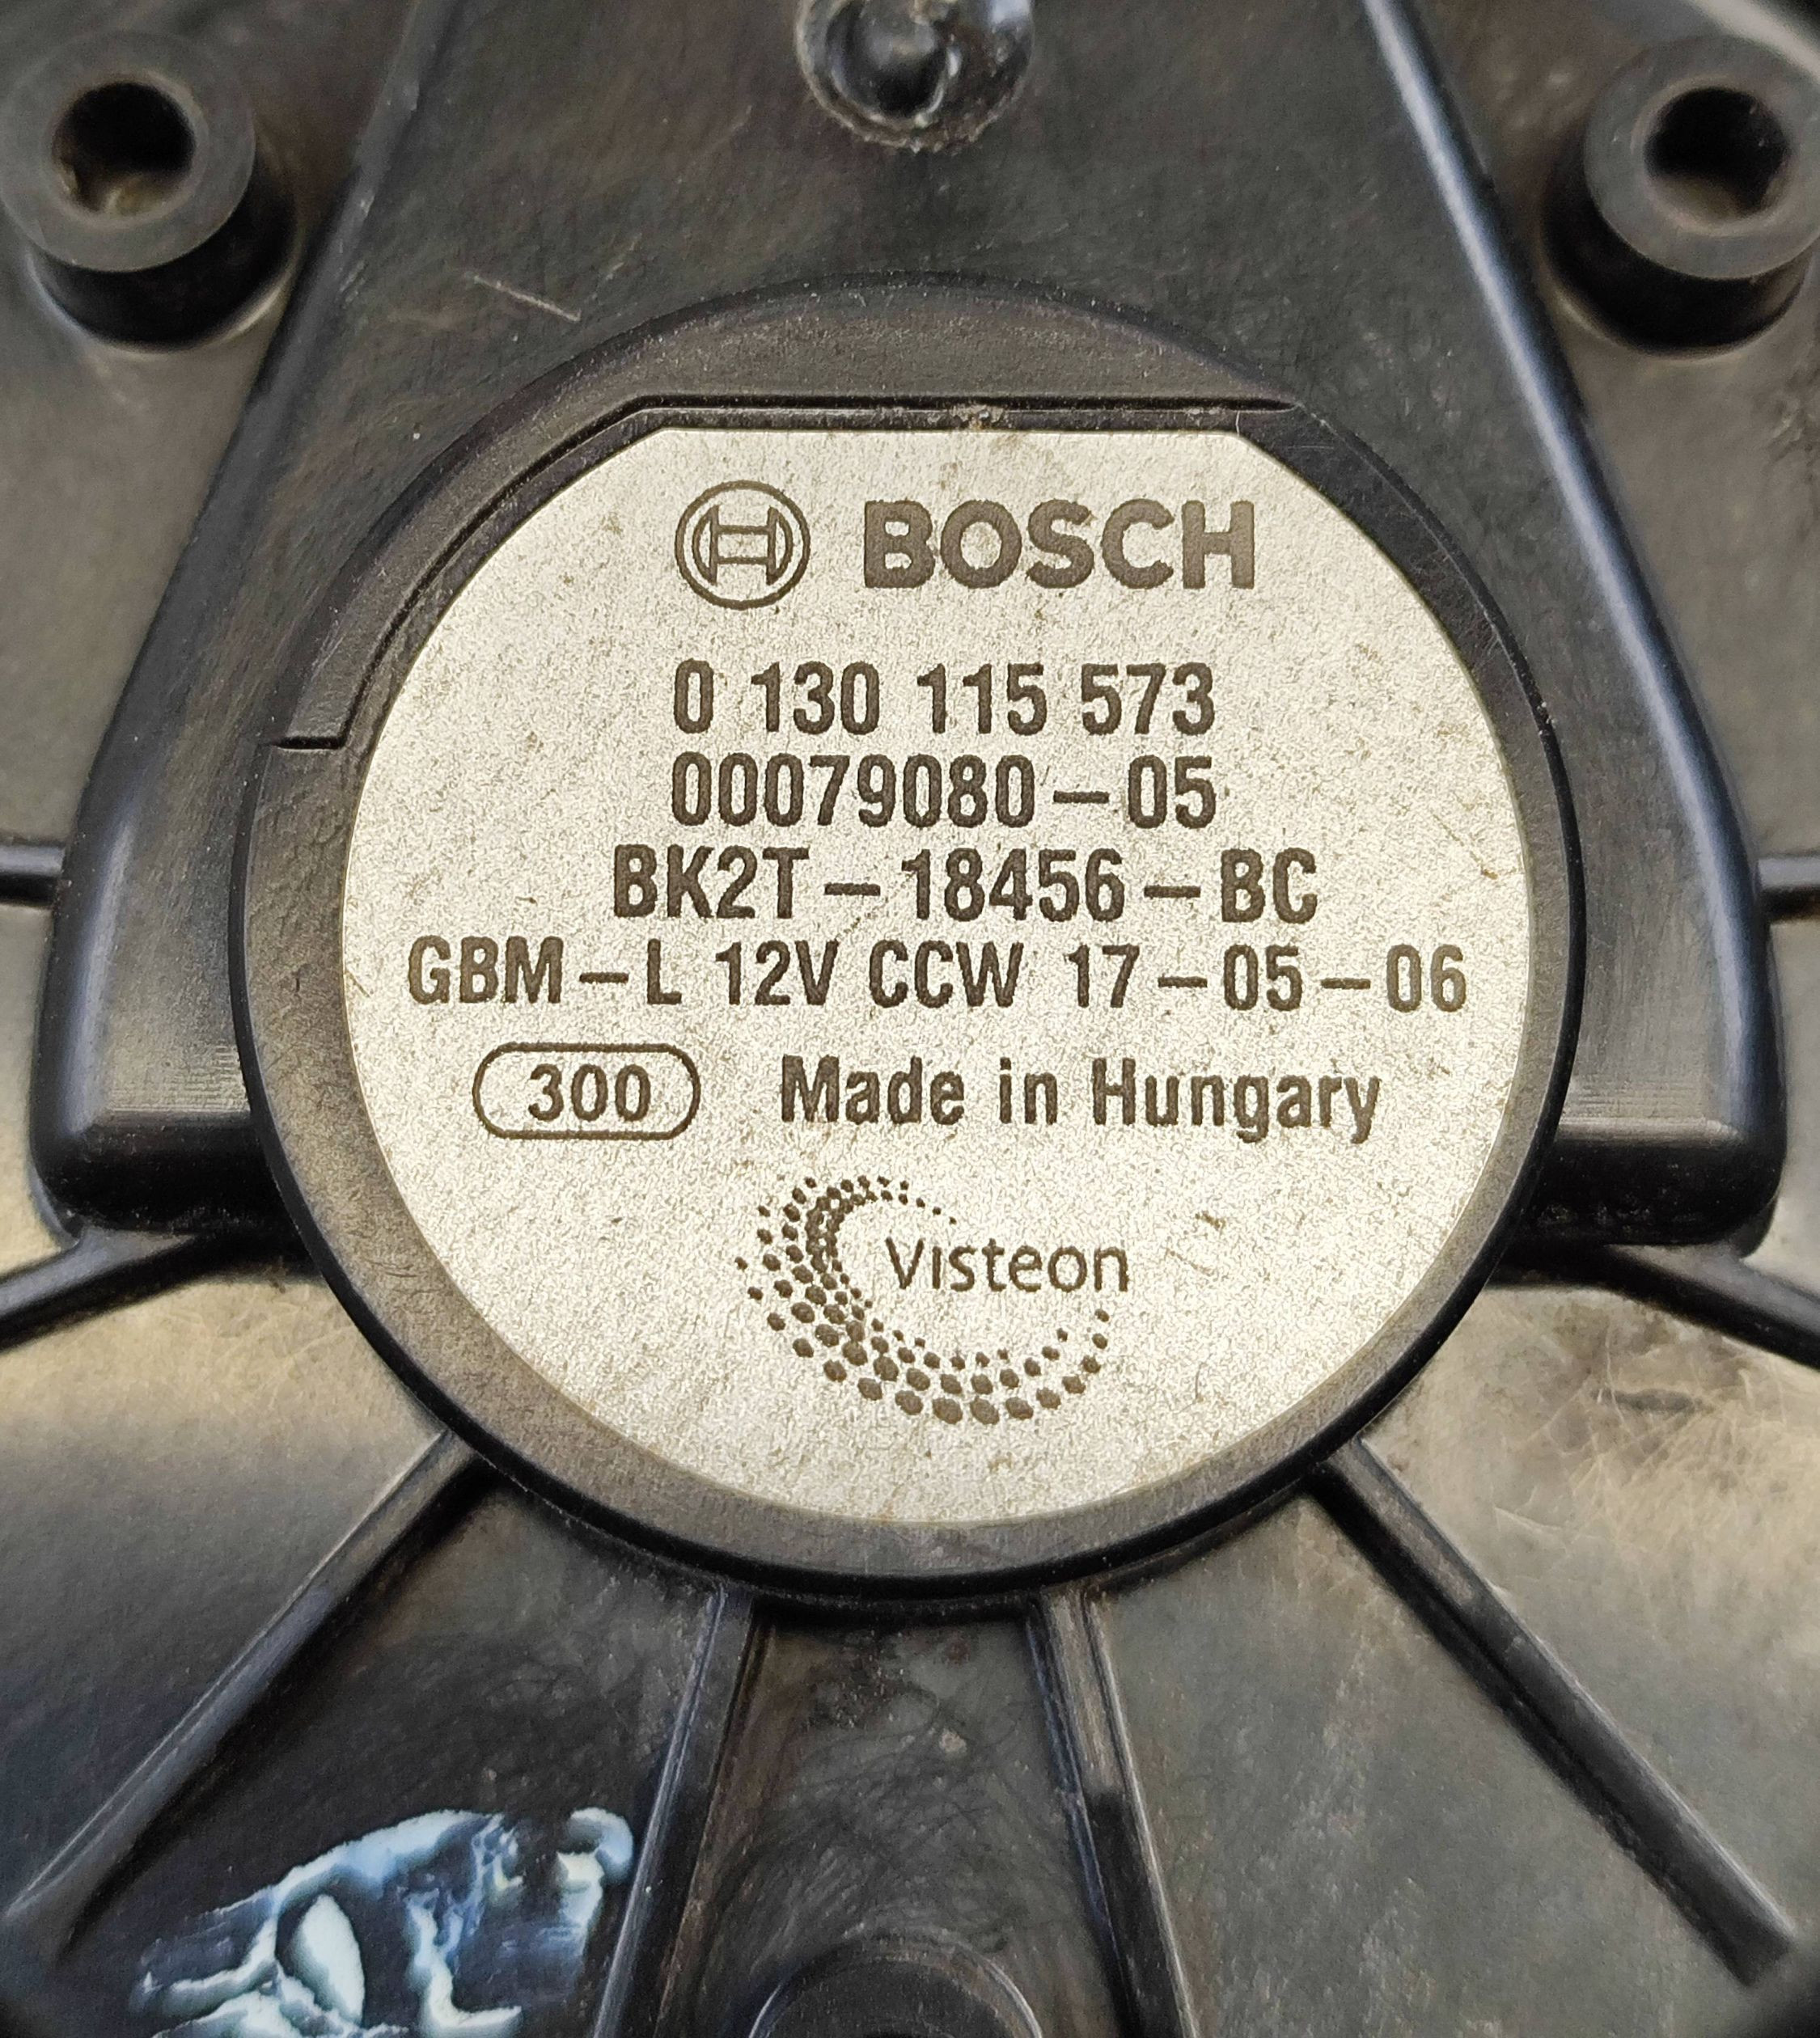 BOSCH
0 130 115 573
00079080-05
BK2T-18456-BC
GBM-L 12V CCW 17-05-06
300 Made in Hungary
Visteon